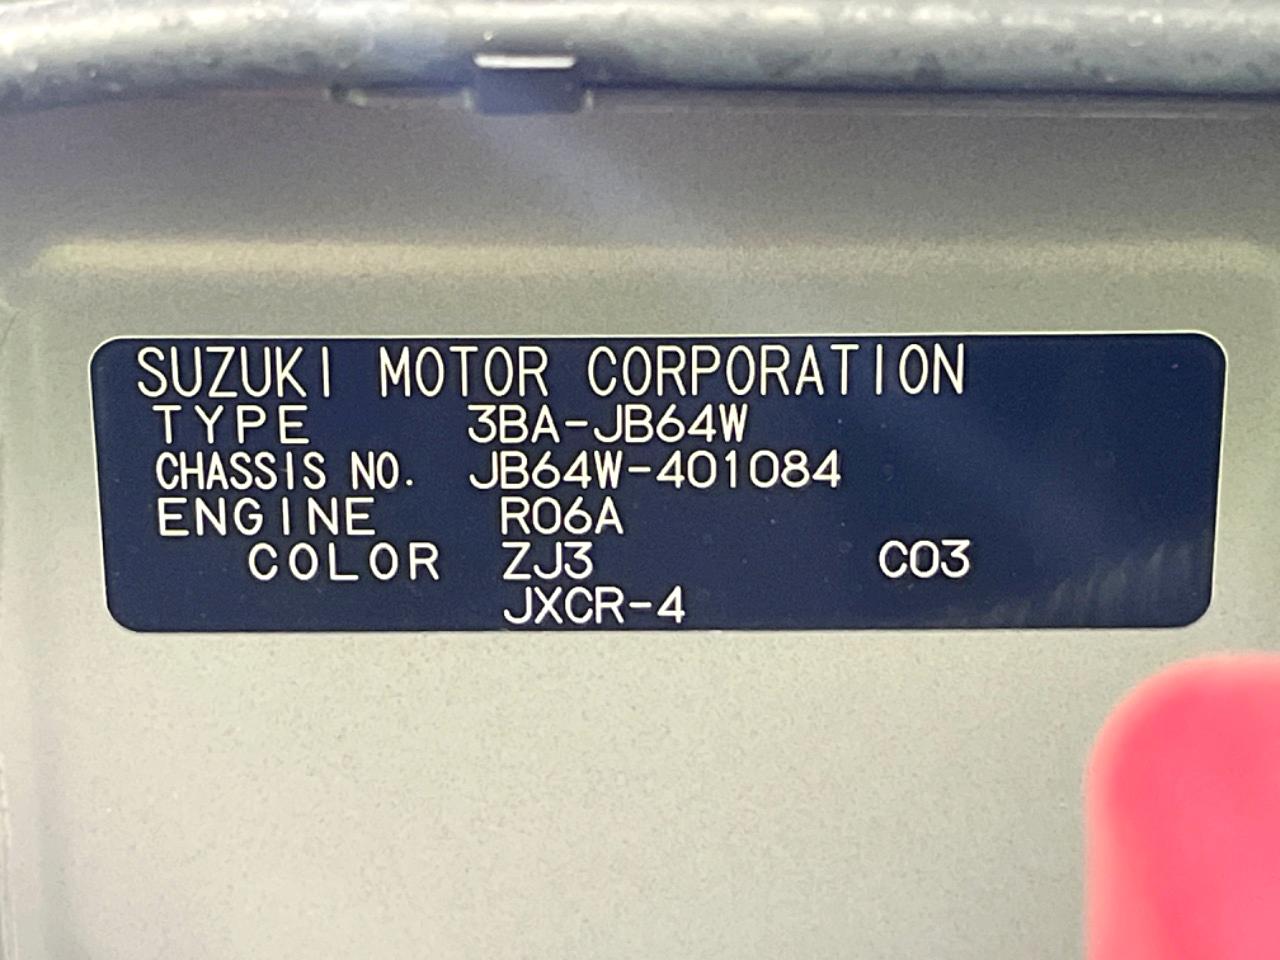 SUZUKI MOTOR CORPORATION
TYPE 3BA-JB64W
CHASSIS NO. JB64W-401084
ENGINE R06A
COLOR ZJ3 C03
JXCR-4